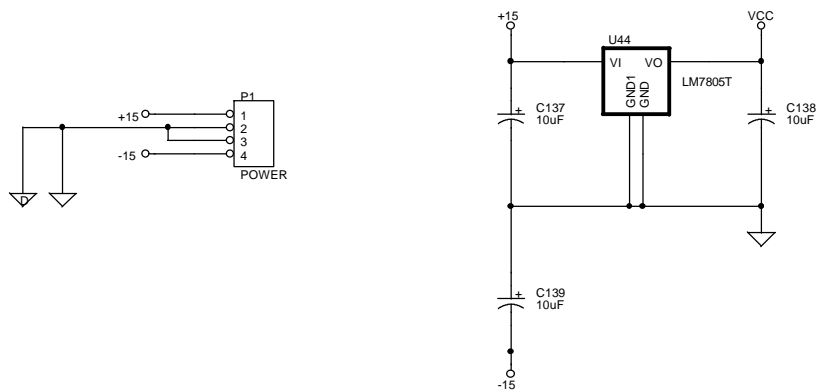 +15
VCC
U44
VI VO
LM7805T
GND1
GND
P1
C137
10uF
C138
10uF
+15
1
2
3
-15
4
POWER
D
C139
10uF
-15